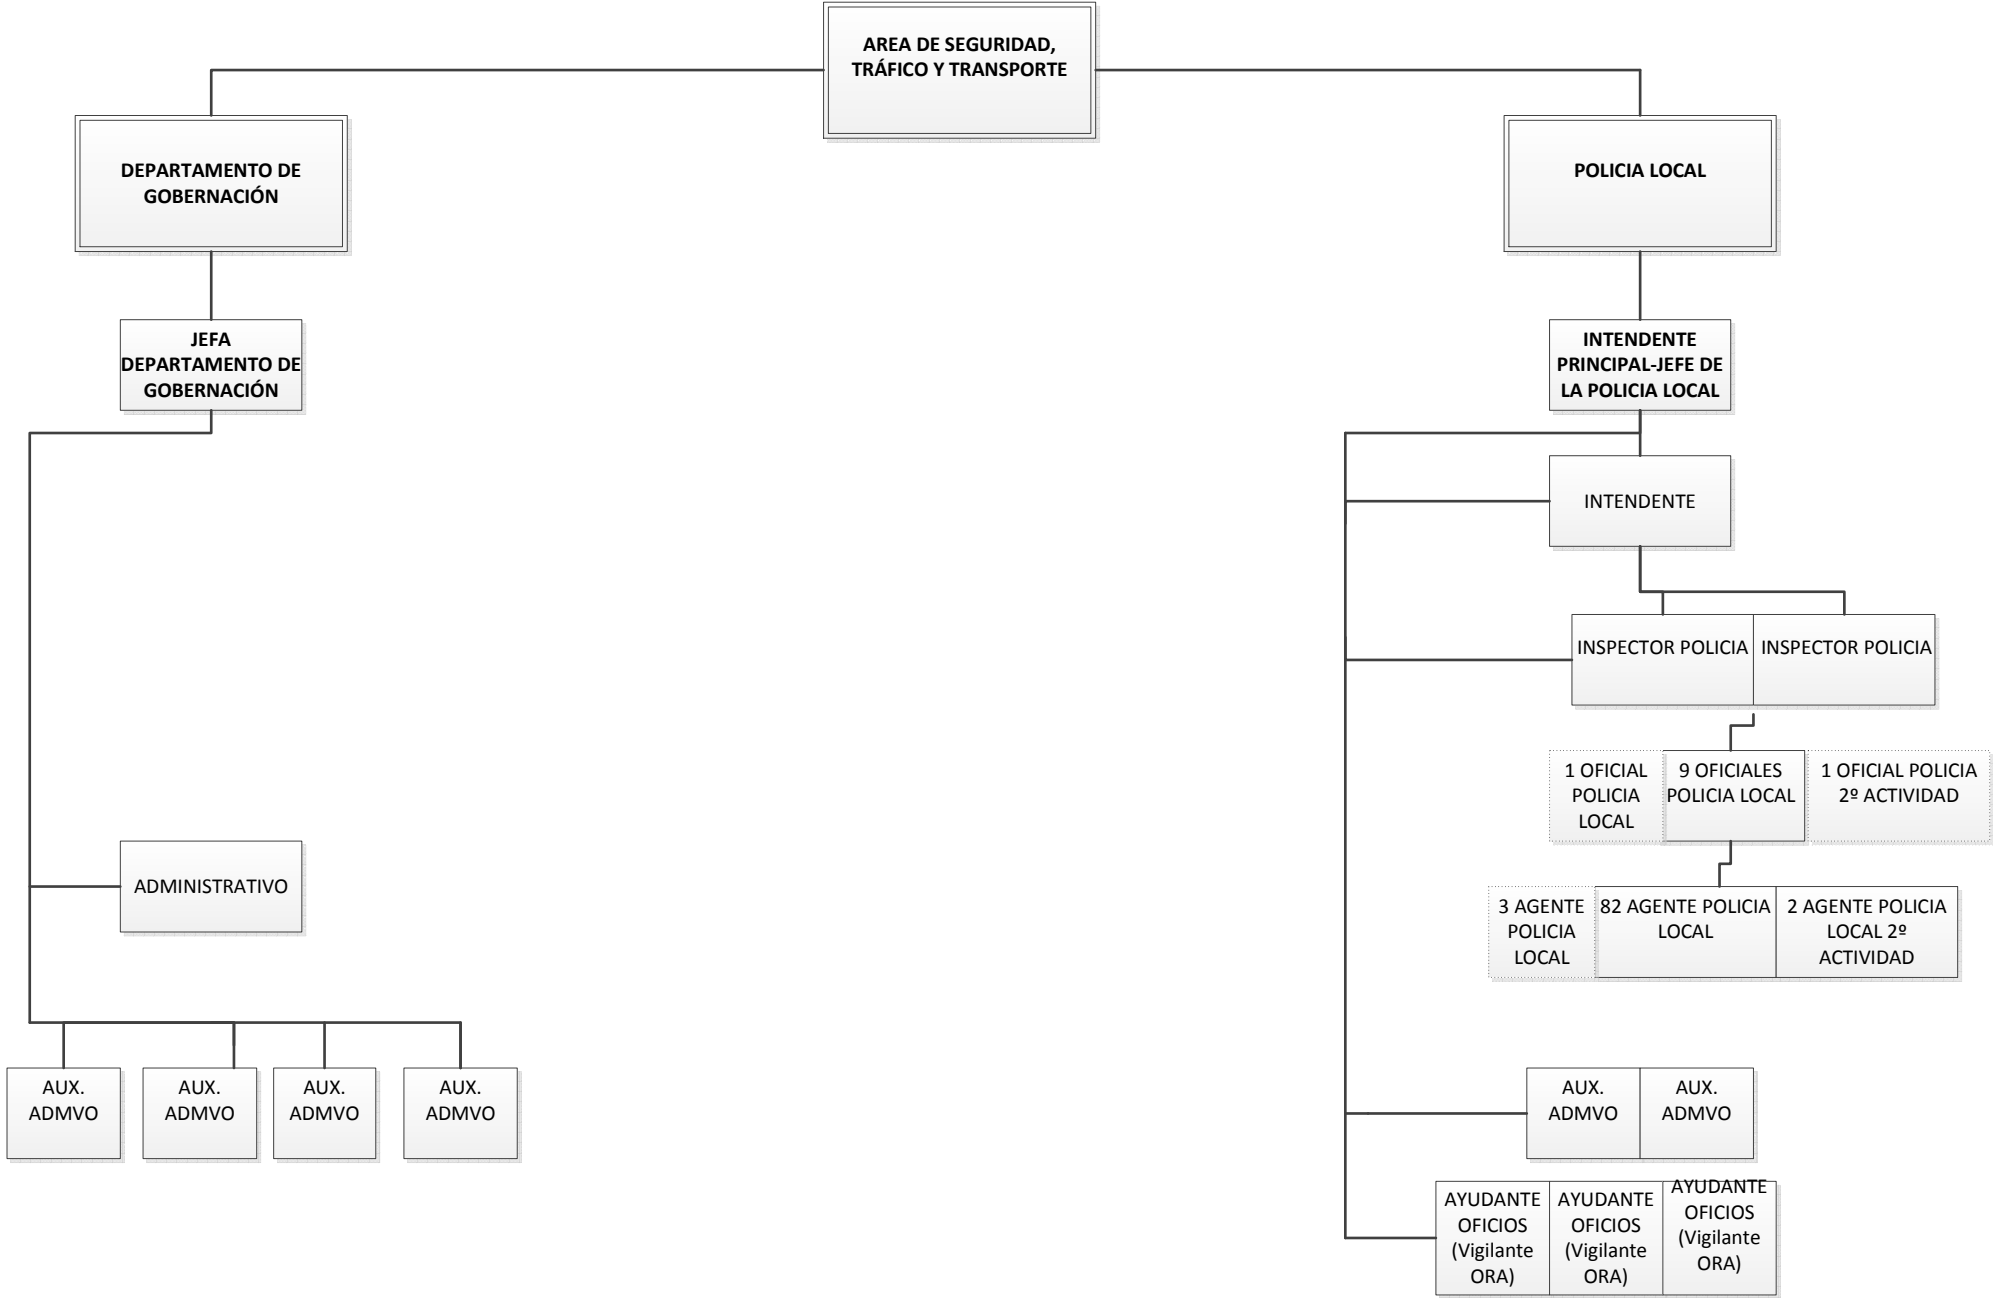 AREA DE SEGURIDAD,
TRÁFICO Y TRANSPORTE
DEPARTAMENTO DE
GOBERNACIÓN
POLICIA LOCAL
JEFA
DEPARTAMENTO DE
GOBERNACIÓN
INTENDENTE
PRINCIPAL-JEFE DE
LA POLICIA LOCAL
INTENDENTE
INSPECTOR POLICIA
INSPECTOR POLICIA
1 OFICIAL
POLICIA
LOCAL
9 OFICIALES
POLICIA LOCAL
1 OFICIAL POLICIA
2º ACTIVIDAD
ADMINISTRATIVO
3 AGENTE
POLICIA
LOCAL
82 AGENTE POLICIA
LOCAL
2 AGENTE POLICIA
LOCAL 2º
ACTIVIDAD
AUX.
ADMVO
AUX.
ADMVO
AUX.
ADMVO
AUX.
ADMVO
AUX.
ADMVO
AUX.
ADMVO
AYUDANTE
OFICIOS
(Vigilante
ORA)
AYUDANTE
OFICIOS
(Vigilante
ORA)
AYUDANTE
OFICIOS
(Vigilante
ORA)